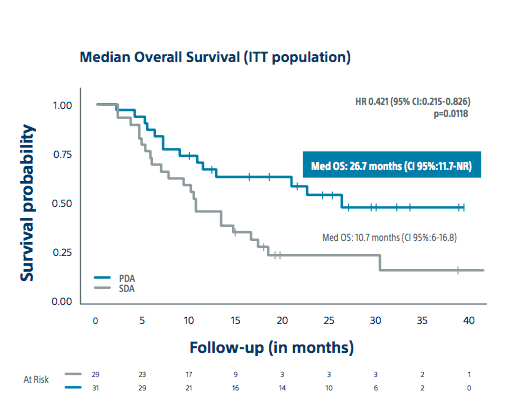 Median Overall Survival (ITT population)
HR 0.421 (95% CI:0.215-0.826)
p=0.0118
Med OS: 26.7 months (CI 95%:11.7-NR)
Med OS: 10.7 months (CI 95%:6-16.8)
Survival probability
1.00
0.75
0.50
0.25
0.00
PDA
SDA
0 5 10 15 20 25 30 35 40
Follow-up (in months)
At Risk
29 23 17 9 3 3 3 2 1
31 29 21 16 14 10 6 2 0